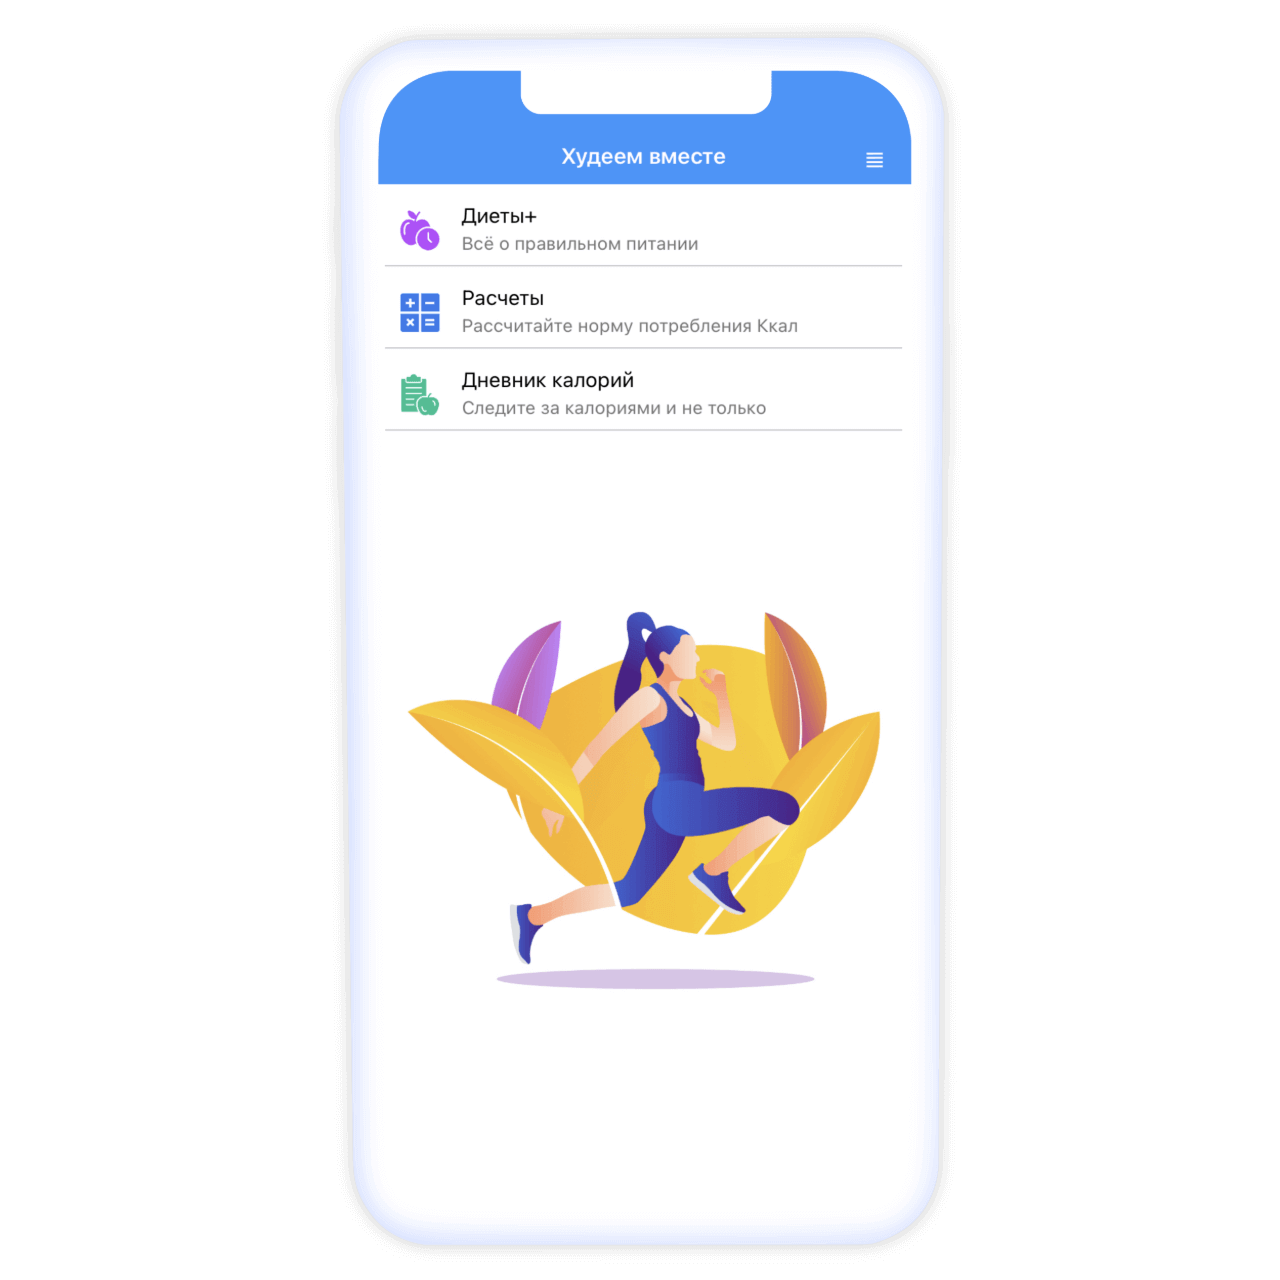 Худеем вместе
Диеты+
Всё о правильном питании
Расчеты
Рассчитайте норму потребления Ккал
Дневник калорий
Следите за калориями и не только